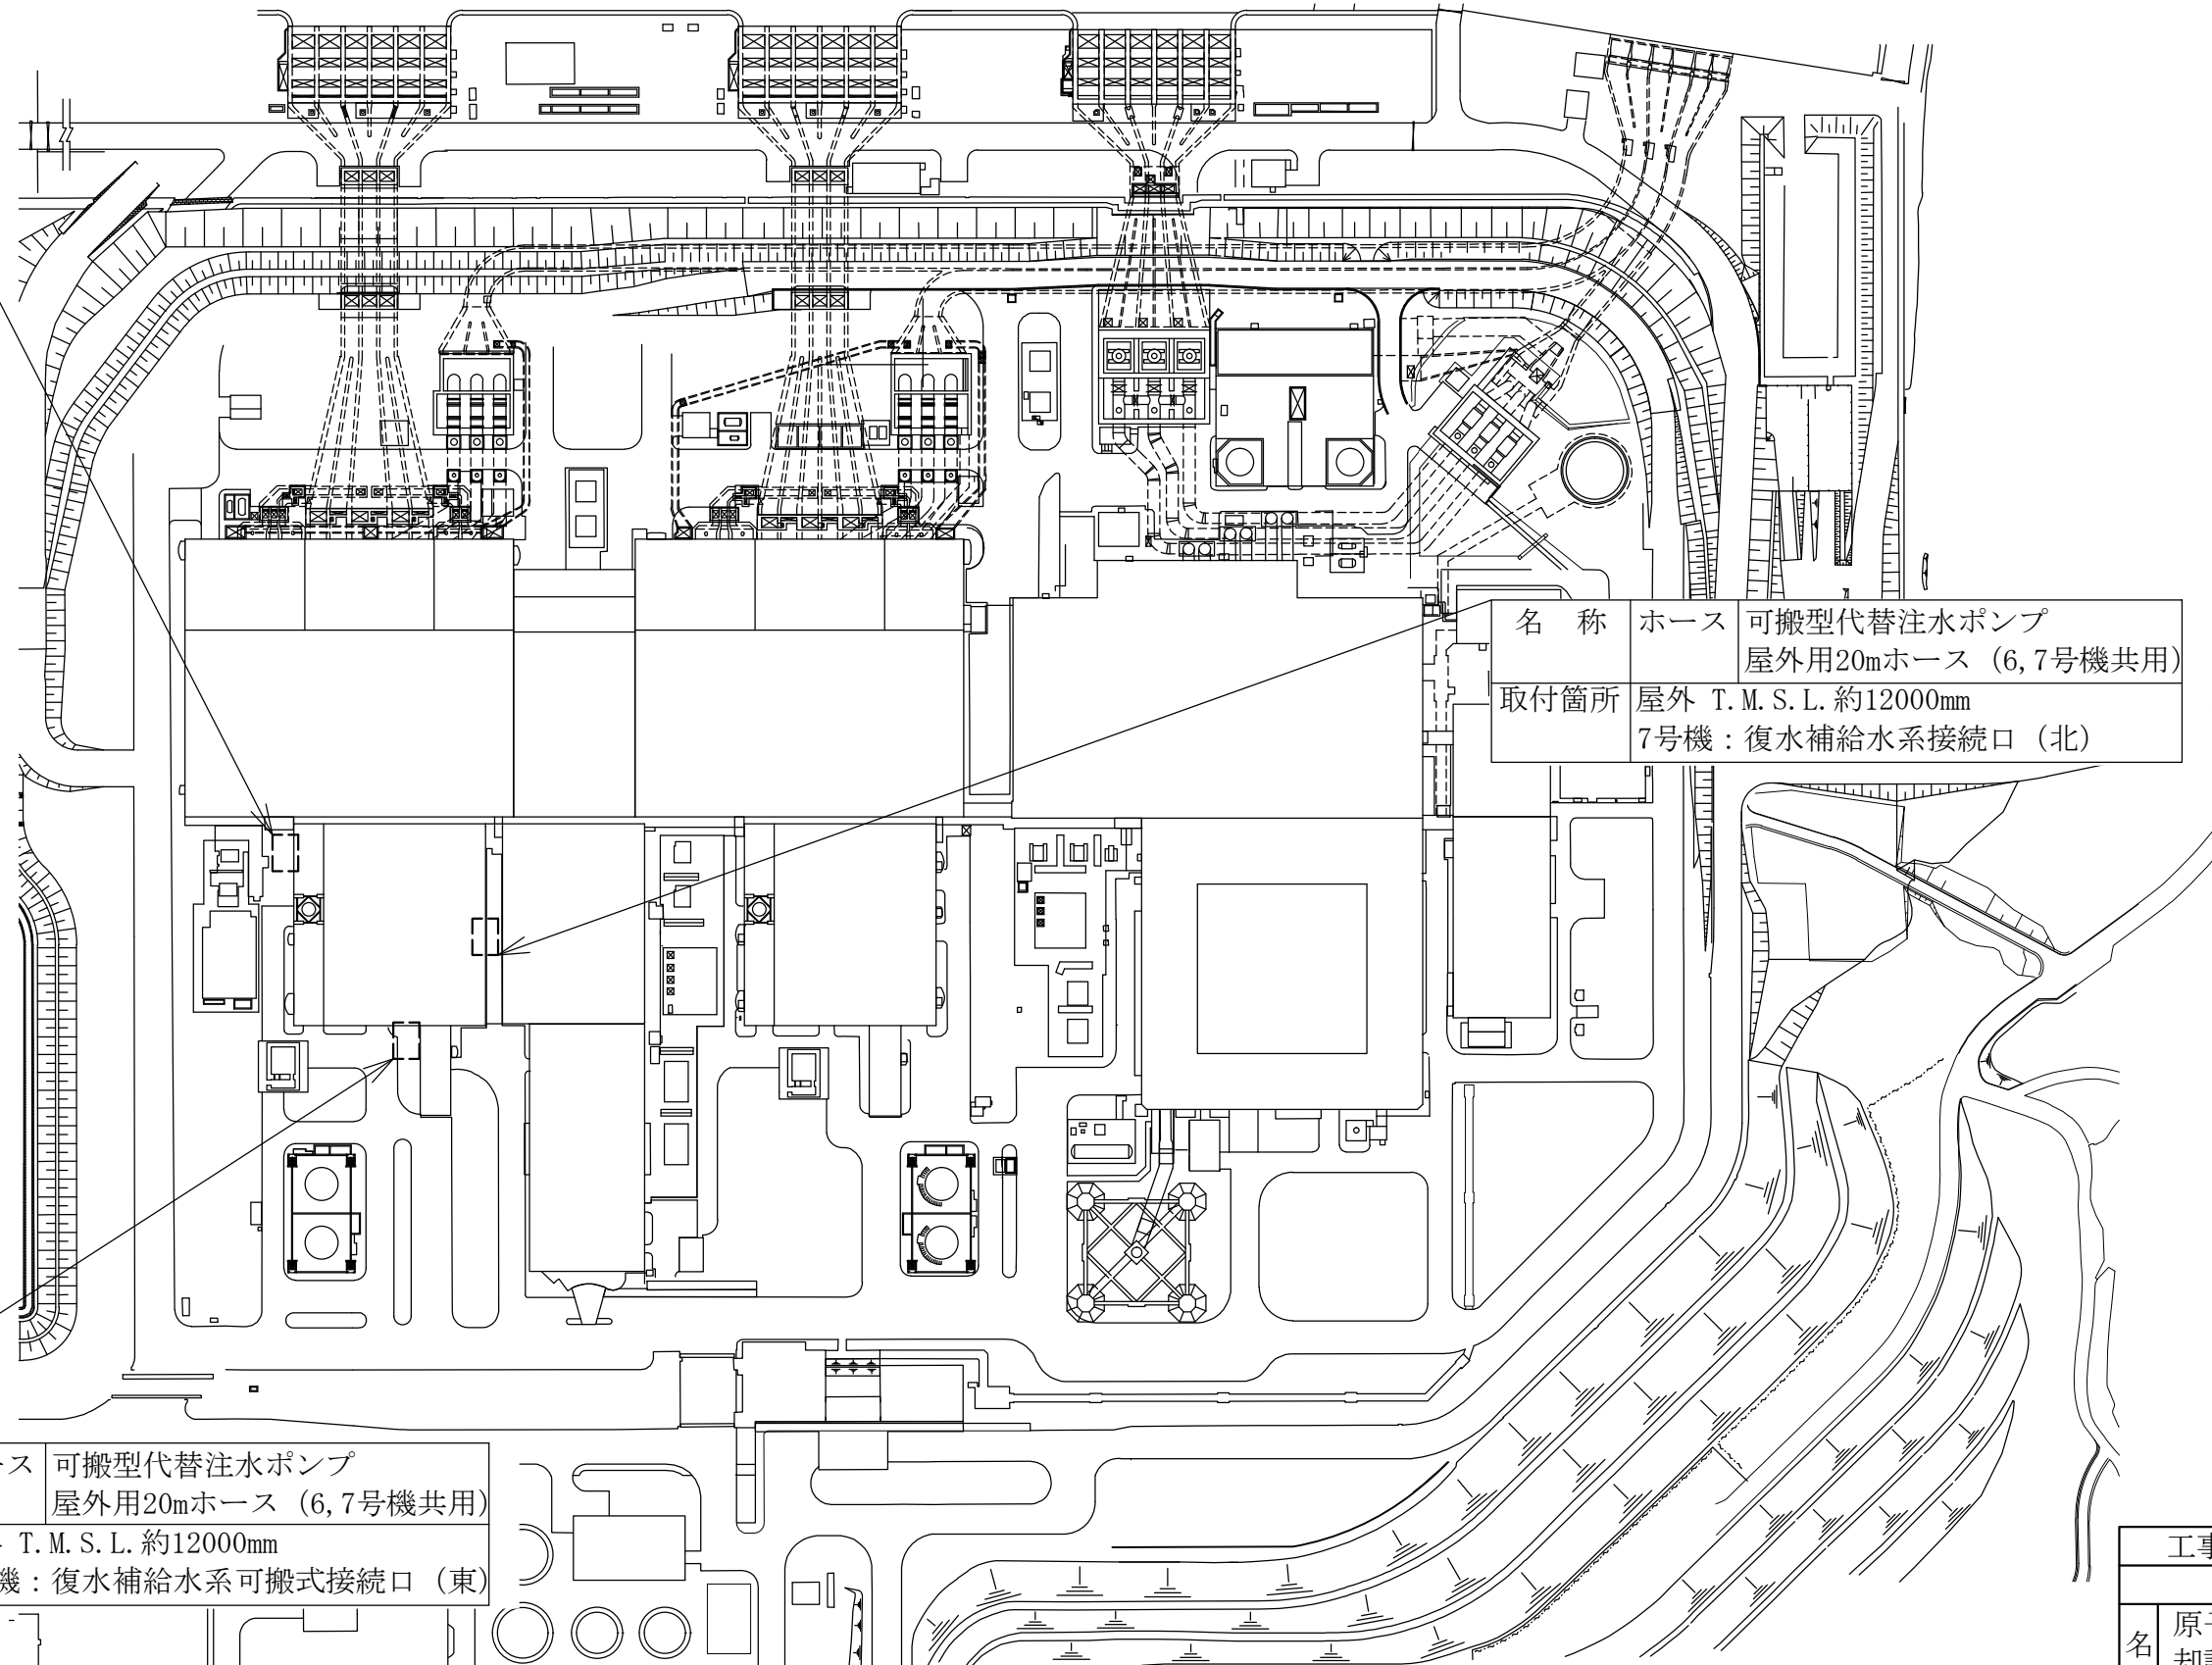 名 称 ホース 可搬型代替注水ポンプ
屋外用20mホース (6,7号機共用)
取付箇所 屋外 T.M.S.L.約12000mm
7号機：復水補給水系接続口 (北)
ース 可搬型代替注水ポンプ
屋外用20mホース (6,7号機共用)
T.M.S.L.約12000mm
機：復水補給水系可搬式接続口 (東)
工事
名 原子
却